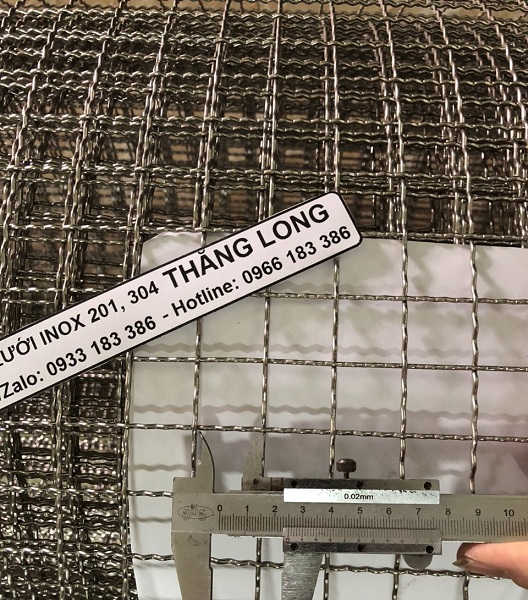 LƯỚI INOX 201, 304 THĂNG LONG
/Zalo: 0933 183 386 - Hotline: 0966 183 386
0.02mm
0 1 2 3 4 5 6 7 8 9 10